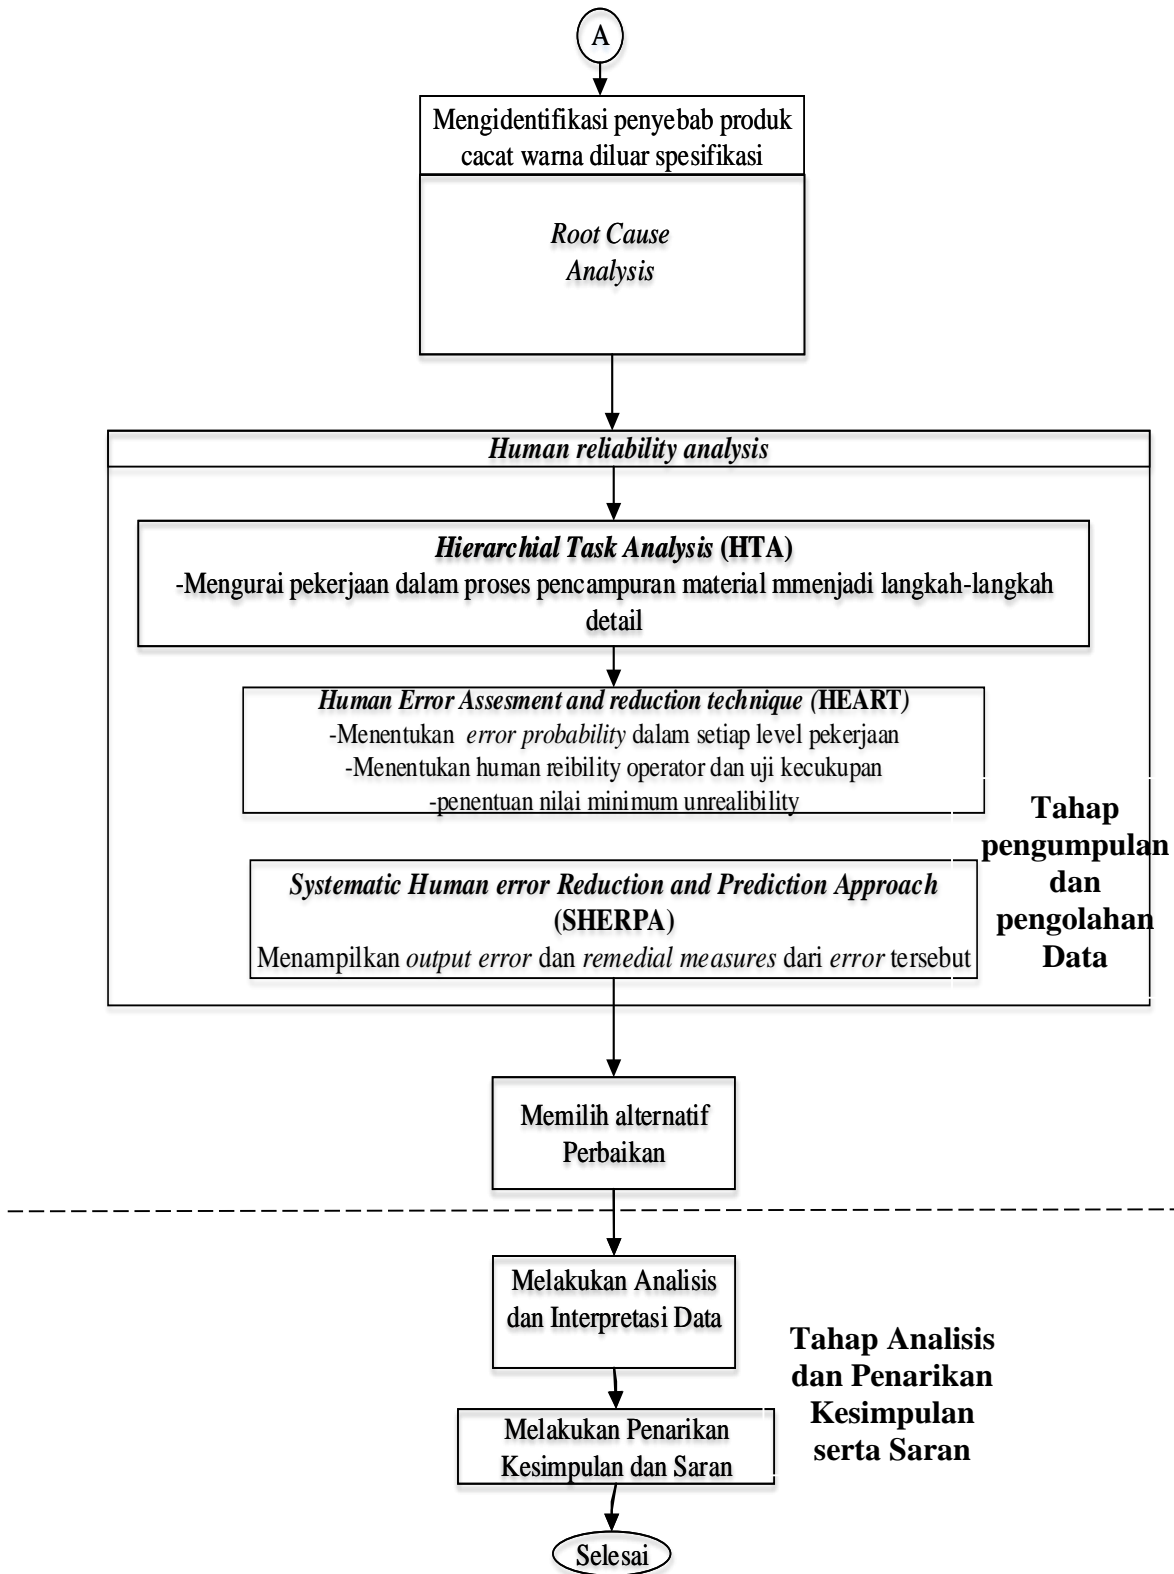 A
Mengidentifikasi penyebab produk
cacat warna diluar spesifikasi
Root Cause
Analysis
Human reliability analysis
Hierarchial Task Analysis (HTA)
-Mengurai pekerjaan dalam proses pencampuran material mmenjadi langkah-langkah
detail
Human Error Assesment and reduction technique (HEART)
-Menentukan error probability dalam setiap level pekerjaan
-Menentukan human reibility operator dan uji kecukupan
-penentuan nilai minimum unrealibility
Tahap
pengumpulan
dan
pengolahan
Data
Systematic Human error Reduction and Prediction Approach
(SHERPA)
Menampilkan output error dan remedial measures dari error tersebut
Memilih alternatif
Perbaikan
Melakukan Analisis
dan Interpretasi Data
Tahap Analisis
dan Penarikan
Kesimpulan
serta Saran
Melakukan Penarikan
Kesimpulan dan Saran
Selesai